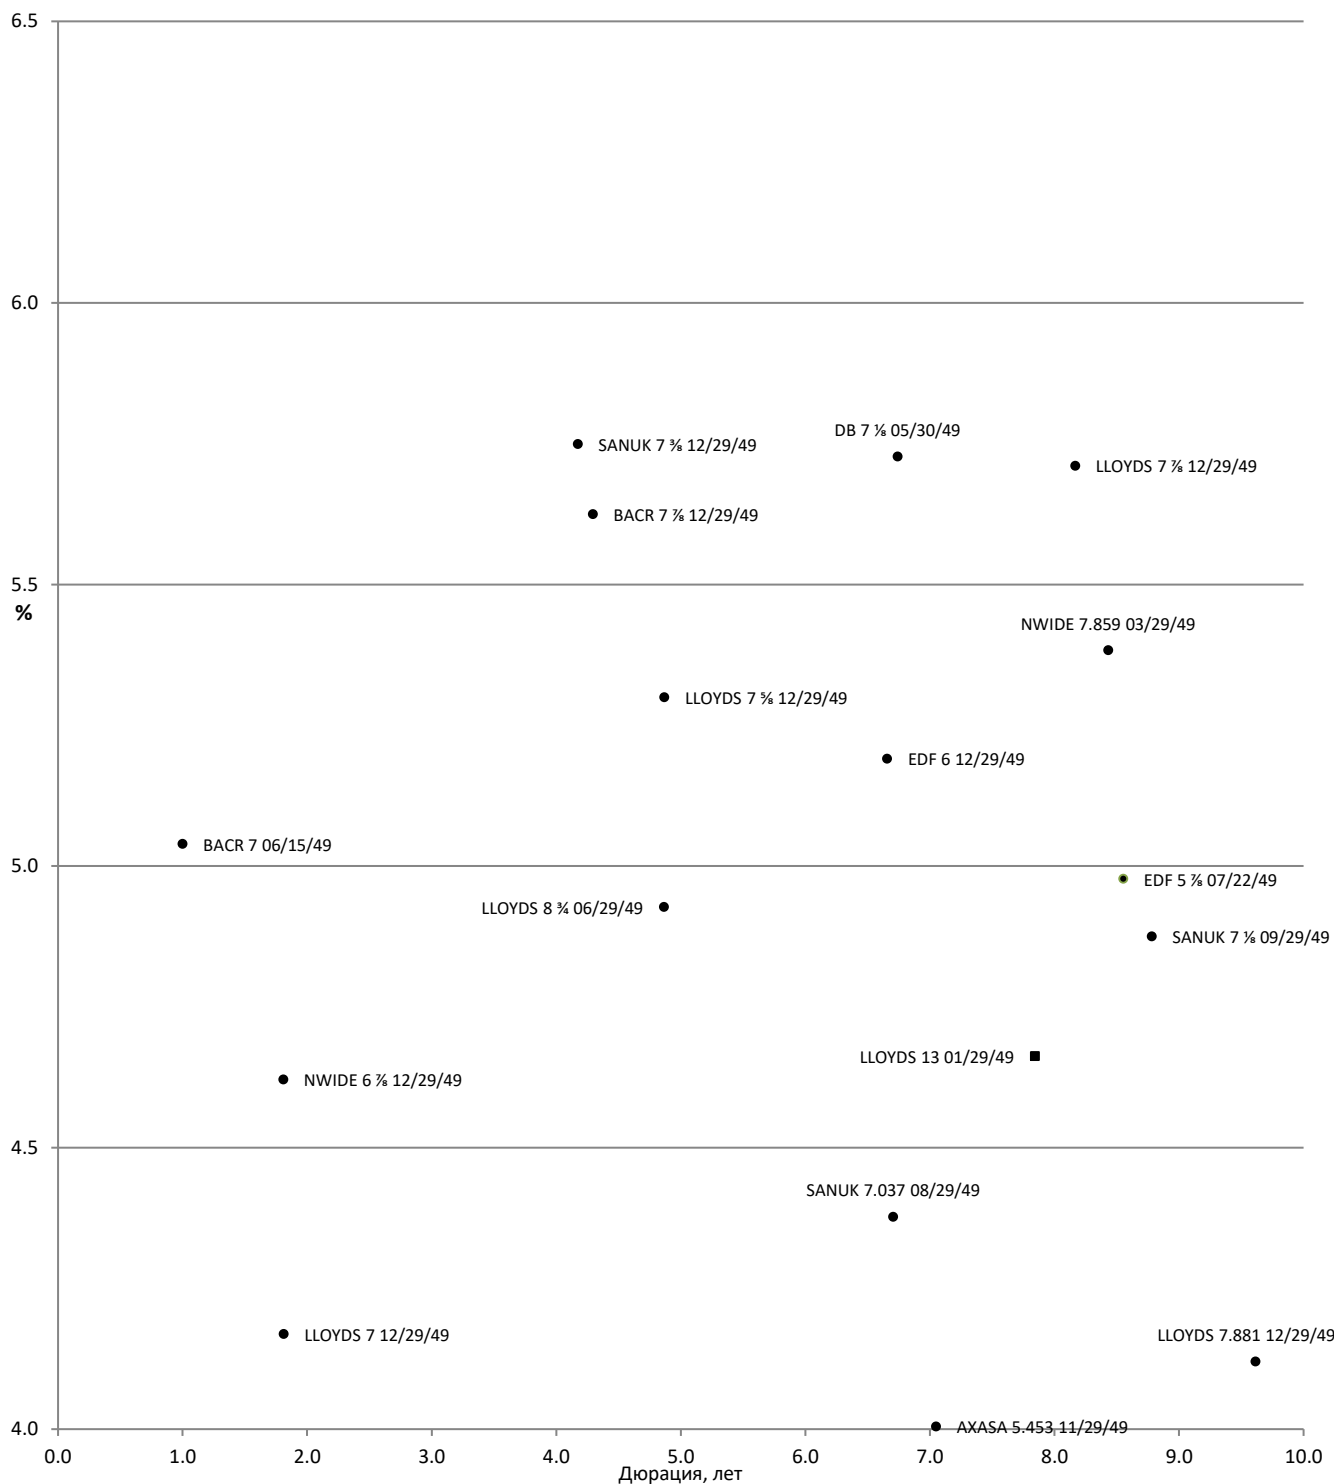 6.5
6.0
DB 7 ⅛ 05/30/49
SANUK 7 ⅜ 12/29/49
LLOYDS 7 ⅞ 12/29/49
BACR 7 ⅞ 12/29/49
5.5
%
NWIDE 7.859 03/29/49
LLOYDS 7 ⅝ 12/29/49
EDF 6 12/29/49
BACR 7 06/15/49
5.0
EDF 5 ⅞ 07/22/49
LLOYDS 8 ¾ 06/29/49
SANUK 7 ⅛ 09/29/49
LLOYDS 13 01/29/49
NWIDE 6 ⅞ 12/29/49
4.5
SANUK 7.037 08/29/49
LLOYDS 7 12/29/49
LLOYDS 7.881 12/29/49
AXASA 5.453 11/29/49
4.0
0.0 1.0 2.0 3.0 4.0 5.0 6.0 7.0 8.0 9.0 10.0
Дюрация, лет